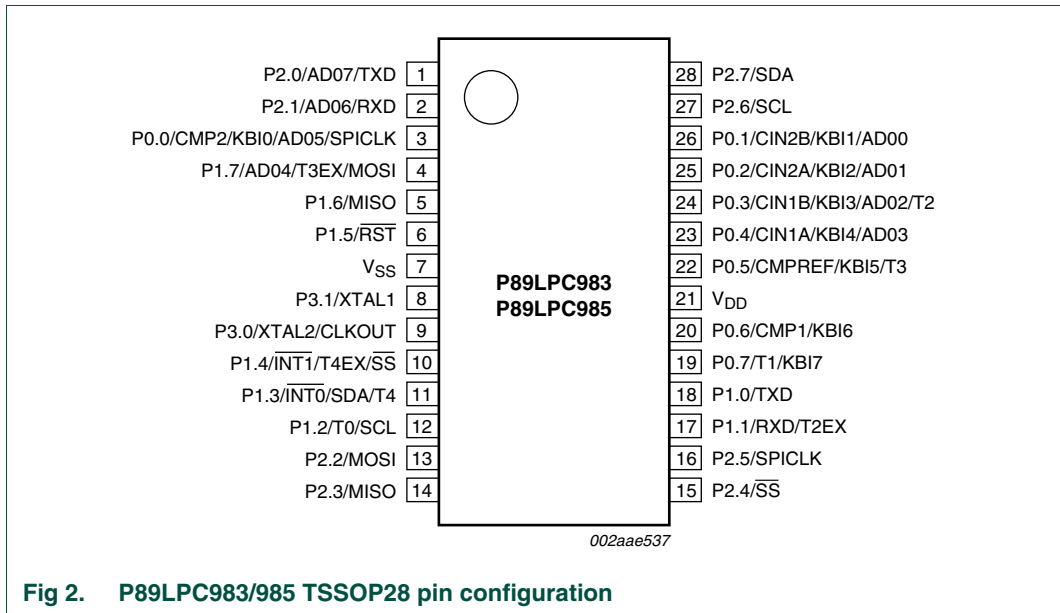 P2.0/AD07/TXD 1
P2.1/AD06/RXD 2
P0.0/CMP2/KBI0/AD05/SPICLK 3
P1.7/AD04/T3EX/MOSI 4
P1.6/MISO 5
P1.5/R̅S̅T̅ 6
VSS 7
P3.1/XTAL1 8
P3.0/XTAL2/CLKOUT 9
P1.4/I̅N̅T̅1̅/T4EX/S̅S̅ 10
P1.3/I̅N̅T̅0̅/SDA/T4 11
P1.2/T0/SCL 12
P2.2/MOSI 13
P2.3/MISO 14
P89LPC983
P89LPC985
28 P2.7/SDA
27 P2.6/SCL
26 P0.1/CIN2B/KBI1/AD00
25 P0.2/CIN2A/KBI2/AD01
24 P0.3/CIN1B/KBI3/AD02/T2
23 P0.4/CIN1A/KBI4/AD03
22 P0.5/CMPREF/KBI5/T3
21 VDD
20 P0.6/CMP1/KBI6
19 P0.7/T1/KBI7
18 P1.0/TXD
17 P1.1/RXD/T2EX
16 P2.5/SPICLK
15 P2.4/S̅S̅
002aae537
Fig 2. P89LPC983/985 TSSOP28 pin configuration